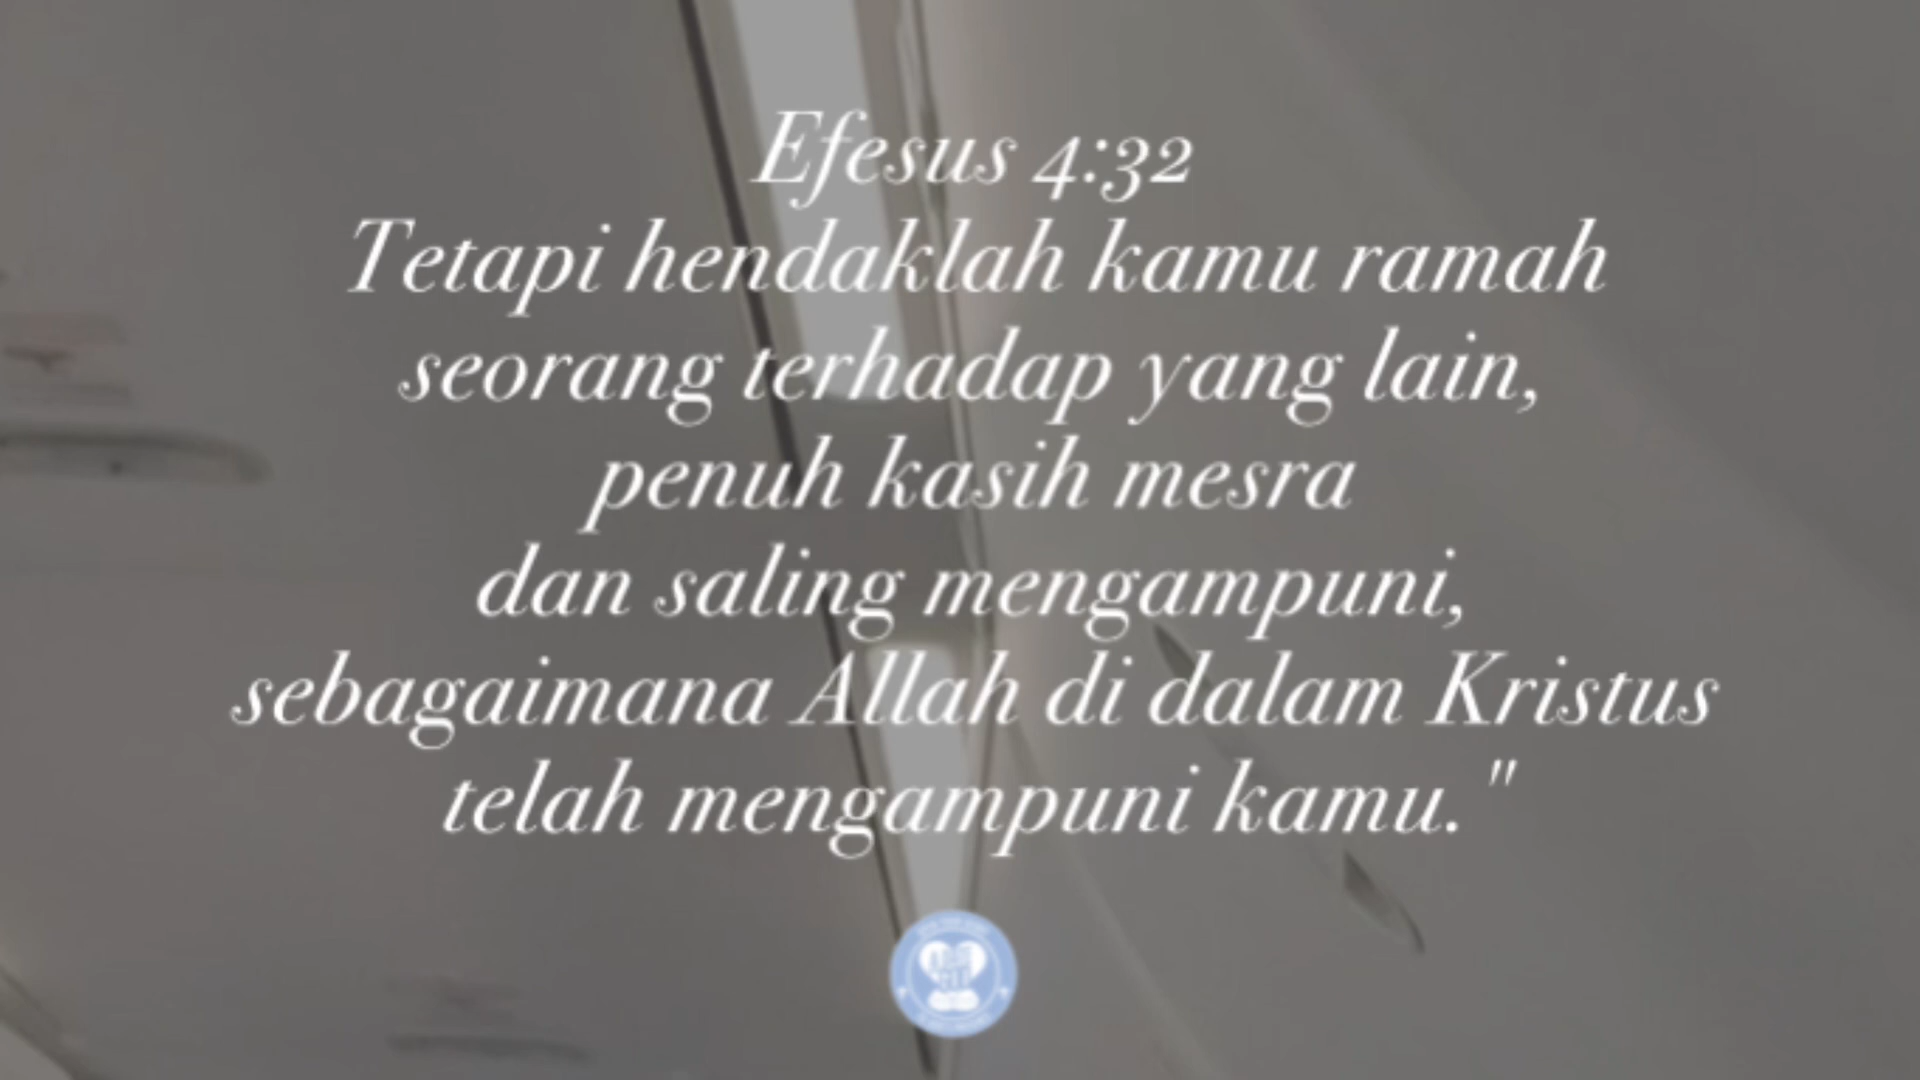 Efesus 4:32
Tetapi hendaklah kamu ramah
seorang terhadap yang lain,
penuh kasih mesra
dan saling mengampuni,
sebagaimana Allah di dalam Kristus
telah mengampuni kamu."